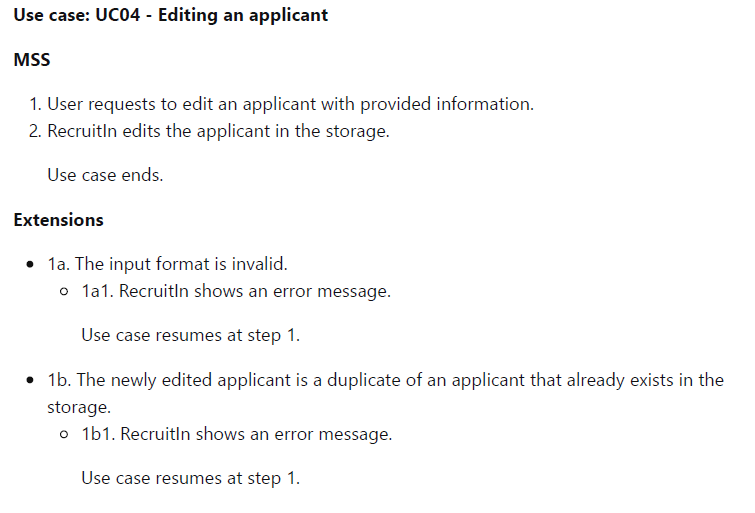 Use case: UC04 - Editing an applicant
MSS
1. User requests to edit an applicant with provided information.
2. RecruitIn edits the applicant in the storage.
Use case ends.
Extensions
• 1a. The input format is invalid.
○ 1a1. RecruitIn shows an error message.
Use case resumes at step 1.
• 1b. The newly edited applicant is a duplicate of an applicant that already exists in the
storage.
○ 1b1. RecruitIn shows an error message.
Use case resumes at step 1.